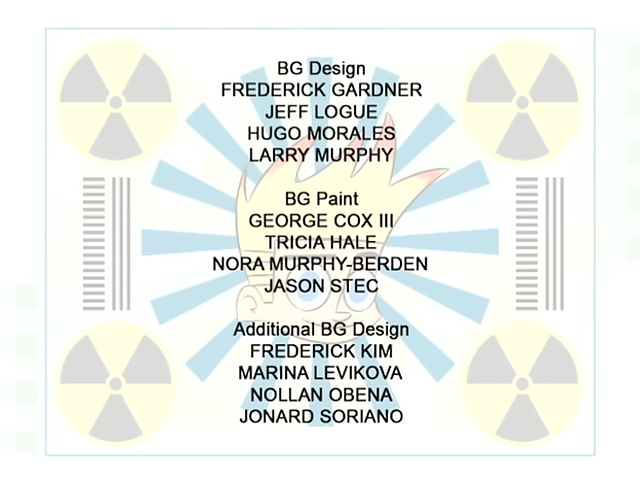 BG Design
FREDERICK GARDNER
JEFF LOGUE
HUGO MORALES
LARRY MURPHY
BG Paint
GEORGE COX III
TRICIA HALE
NORA MURPHY-BERDEN
JASON STEC
Additional BG Design
FREDERICK KIM
MARINA LEVIKOVA
NOLLAN OBENA
JONARD SORIANO